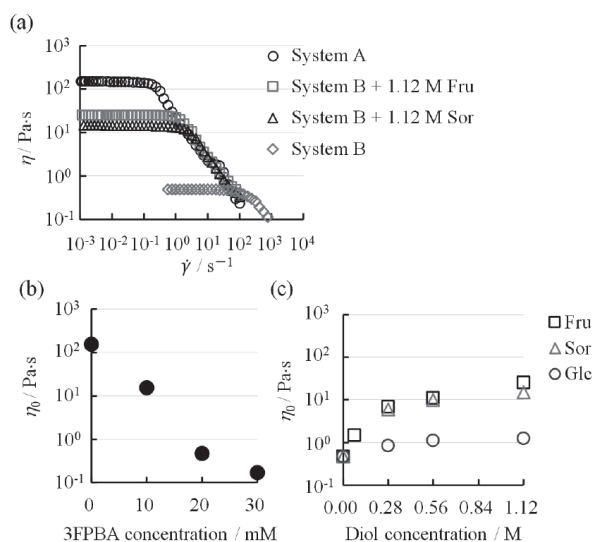 (a)
10³
10²
10¹
10⁰
10⁻¹
η/ Pa·s
10⁻³ 10⁻² 10⁻¹ 10⁰ 10¹ 10² 10³ 10⁴
γ̇ / s⁻¹
System A
System B + 1.12 M Fru
System B + 1.12 M Sor
System B
(b)
10³
10²
10¹
10⁰
10⁻¹
η₀ / Pa·s
0 10 20 30
3FPBA concentration / mM
(c)
10³
10²
10¹
10⁰
10⁻¹
η₀ / Pa·s
0.00 0.28 0.56 0.84 1.12
Diol concentration / M
Fru
Sor
Glc